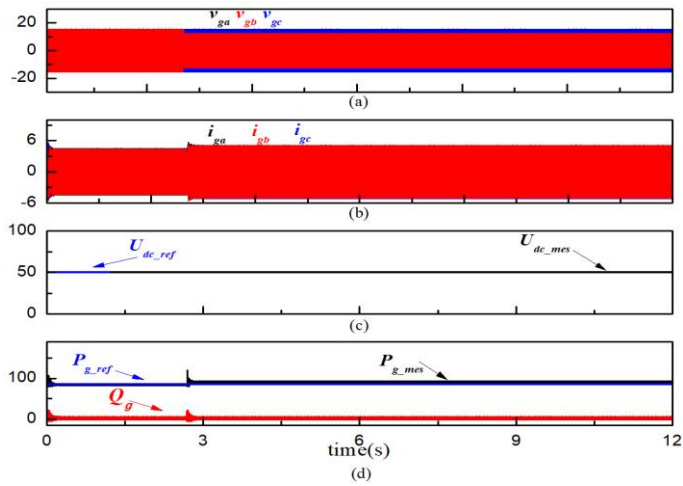 v_ga v_gb v_gc
20
0
-20
(a)
i_ga i_gb i_gc
6
0
-6
(b)
100
U_dc_ref
U_dc_mes
50
0
(c)
P_g_ref
P_g_mes
100
Q_g
0
0 3 6 9 12
time(s)
(d)